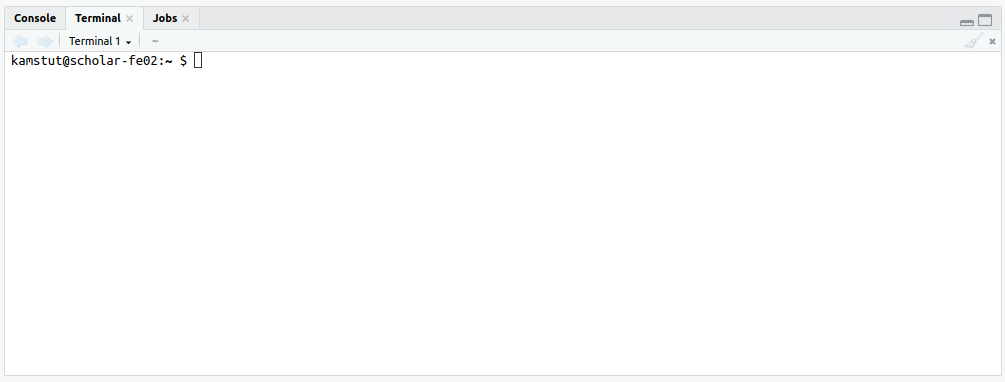 Console Terminal Jobs
Terminal 1 ~
kamstut@scholar-fe02:~ $